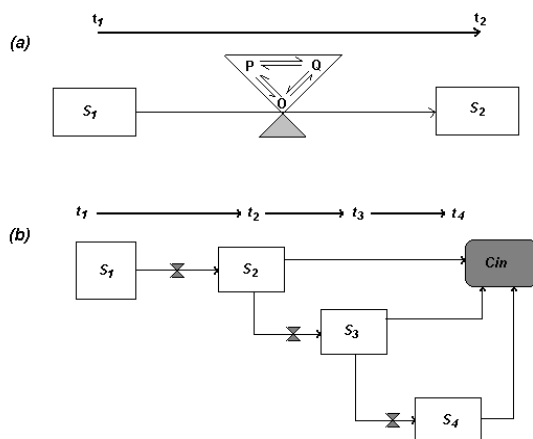 t1 t2
(a)
P Q
O
S1 S2
t1 t2 t3 t4
(b)
S1 S2 Cin
S3
S4